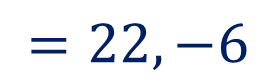 = 22, −6